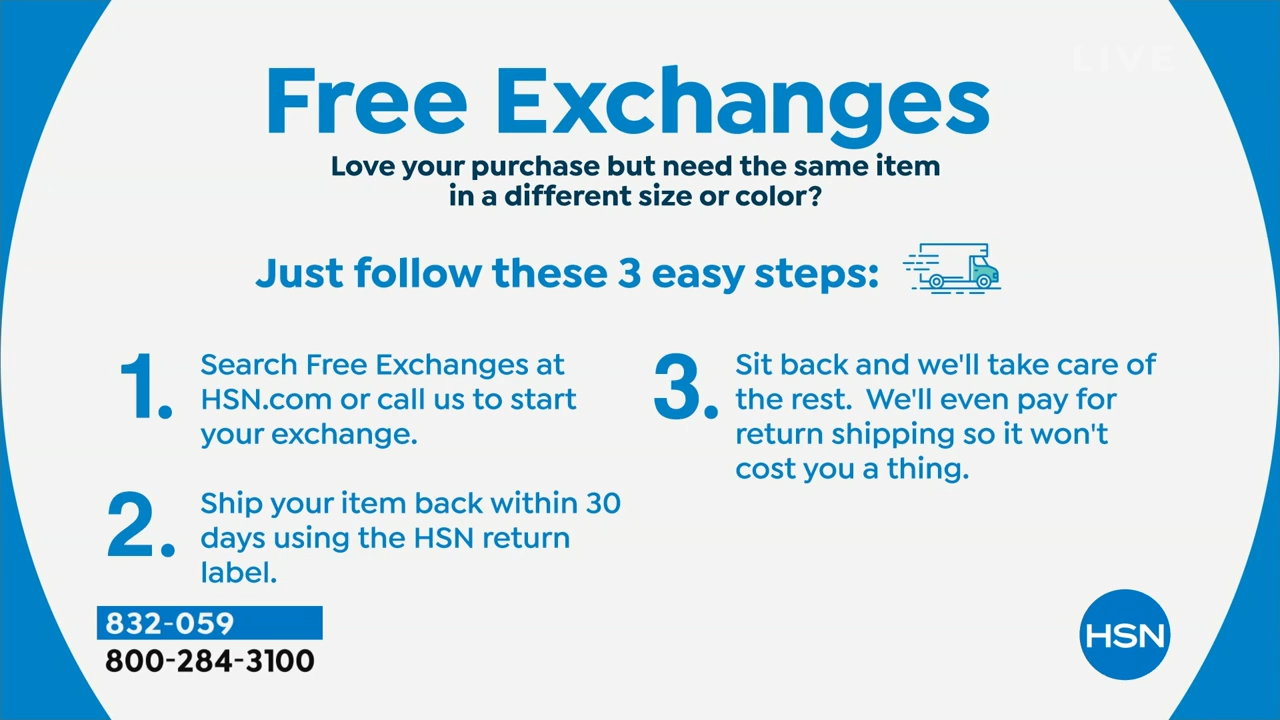 LIVE
Free Exchanges
Love your purchase but need the same item
in a different size or color?
Just follow these 3 easy steps:
1. Search Free Exchanges at
HSN.com or call us to start
your exchange.
2. Ship your item back within 30
days using the HSN return
label.
3. Sit back and we'll take care of
the rest. We'll even pay for
return shipping so it won't
cost you a thing.
832-059
800-284-3100
HSN